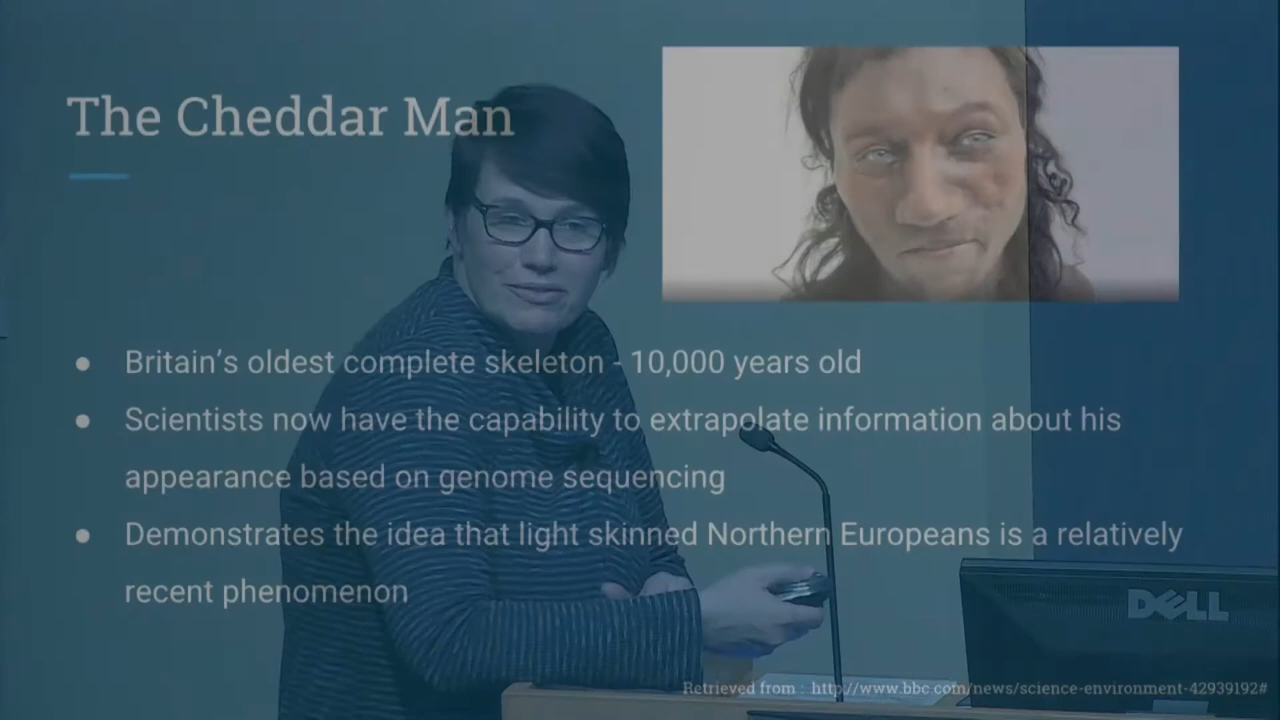 The Cheddar Man
● Britain's oldest complete skeleton - 10,000 years old
● Scientists now have the capability to extrapolate information about his
appearance based on genome sequencing
● Demonstrates the idea that light skinned Northern Europeans is a relatively
recent phenomenon
DELL
Retrieved from : http://www.bbc.com/news/science-environment-42939192#